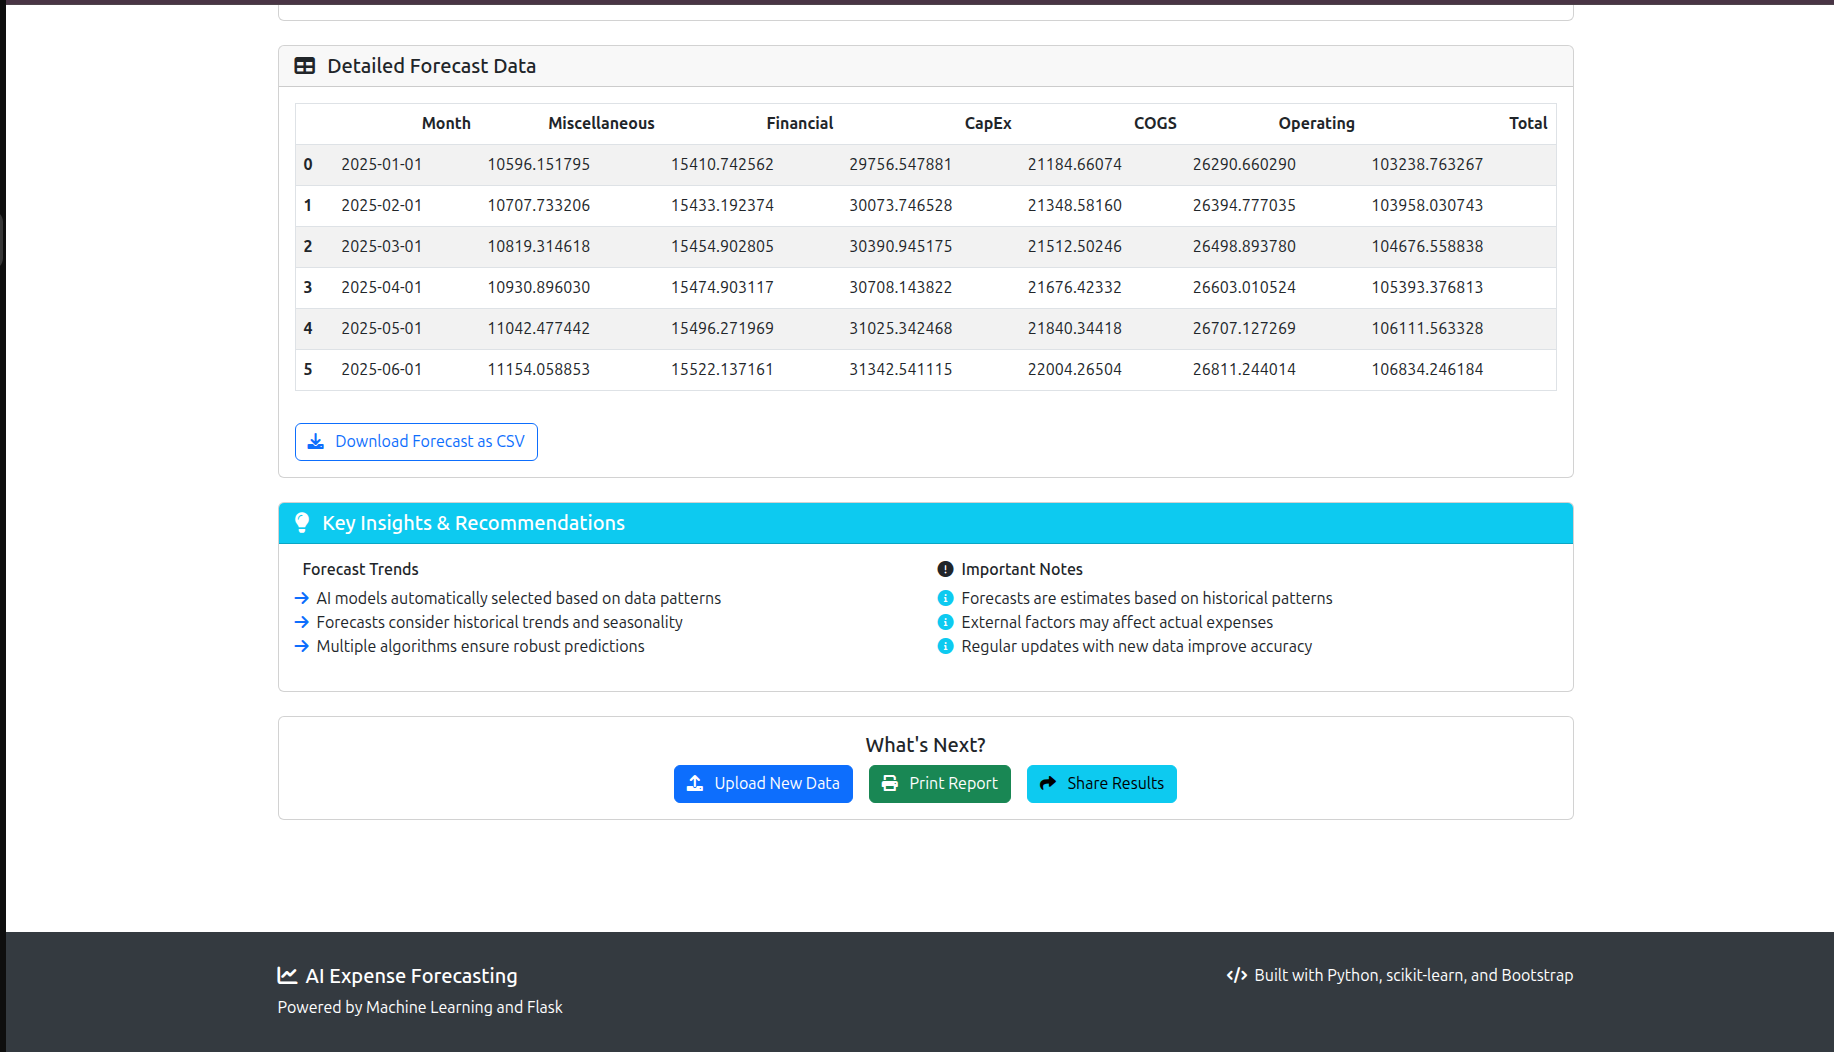 Detailed Forecast Data
Month Miscellaneous Financial CapEx COGS Operating Total
0 2025-01-01 10596.151795 15410.742562 29756.547881 21184.66074 26290.660290 103238.763267
1 2025-02-01 10707.733206 15433.192374 30073.746528 21348.58160 26394.777035 103958.030743
2 2025-03-01 10819.314618 15454.902805 30390.945175 21512.50246 26498.893780 104676.558838
3 2025-04-01 10930.896030 15474.903117 30708.143822 21676.42332 26603.010524 105393.376813
4 2025-05-01 11042.477442 15496.271969 31025.342468 21840.34418 26707.127269 106111.563328
5 2025-06-01 11154.058853 15522.137161 31342.541115 22004.26504 26811.244014 106834.246184
Download Forecast as CSV
Key Insights & Recommendations
Forecast Trends
AI models automatically selected based on data patterns
Forecasts consider historical trends and seasonality
Multiple algorithms ensure robust predictions
Important Notes
Forecasts are estimates based on historical patterns
External factors may affect actual expenses
Regular updates with new data improve accuracy
What's Next?
Upload New Data
Print Report
Share Results
AI Expense Forecasting
Powered by Machine Learning and Flask
Built with Python, scikit-learn, and Bootstrap